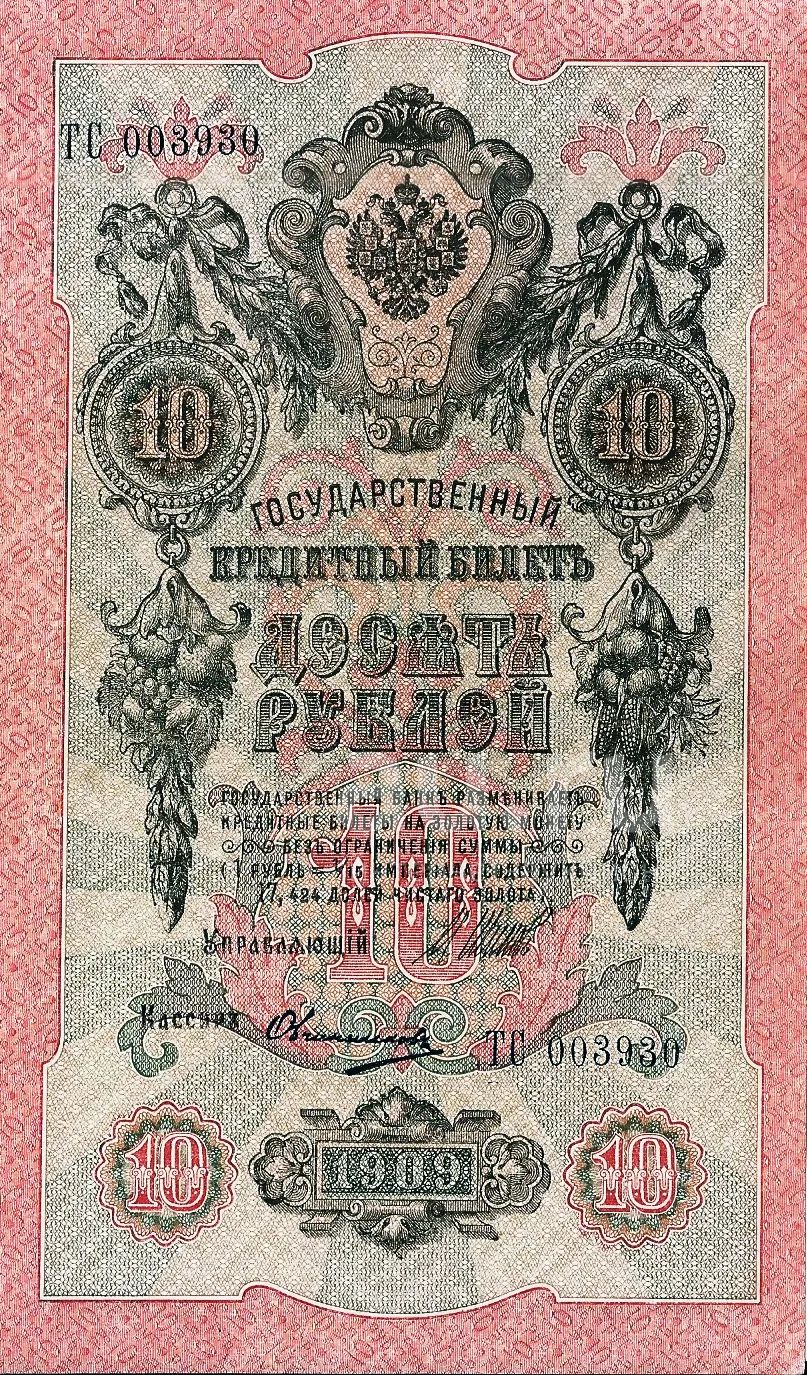 ТС 003930
10
10
ГОСУДАРСТВЕННЫЙ
КРЕДИТНЫЙ БИЛЕТЪ
ДЕСЯТЬ
РУБЛЕЙ
ГОСУДАРСТВЕННЫЙ БАНКЪ РАЗМѢНИВАЕТЪ
КРЕДИТНЫЕ БИЛЕТЫ НА ЗОЛОТУЮ МОНЕТУ
БЕЗЪ ОГРАНИЧЕНІЯ СУММЫ
(1 РУБЛЬ = 1/15 ИМПЕРІАЛА, СОДЕРЖИТЪ
17,424 ДОЛЕЙ ЧИСТАГО ЗОЛОТА)
10
Управляющій
Кассиръ Овчинниковъ
ТС 003930
10
1909
10